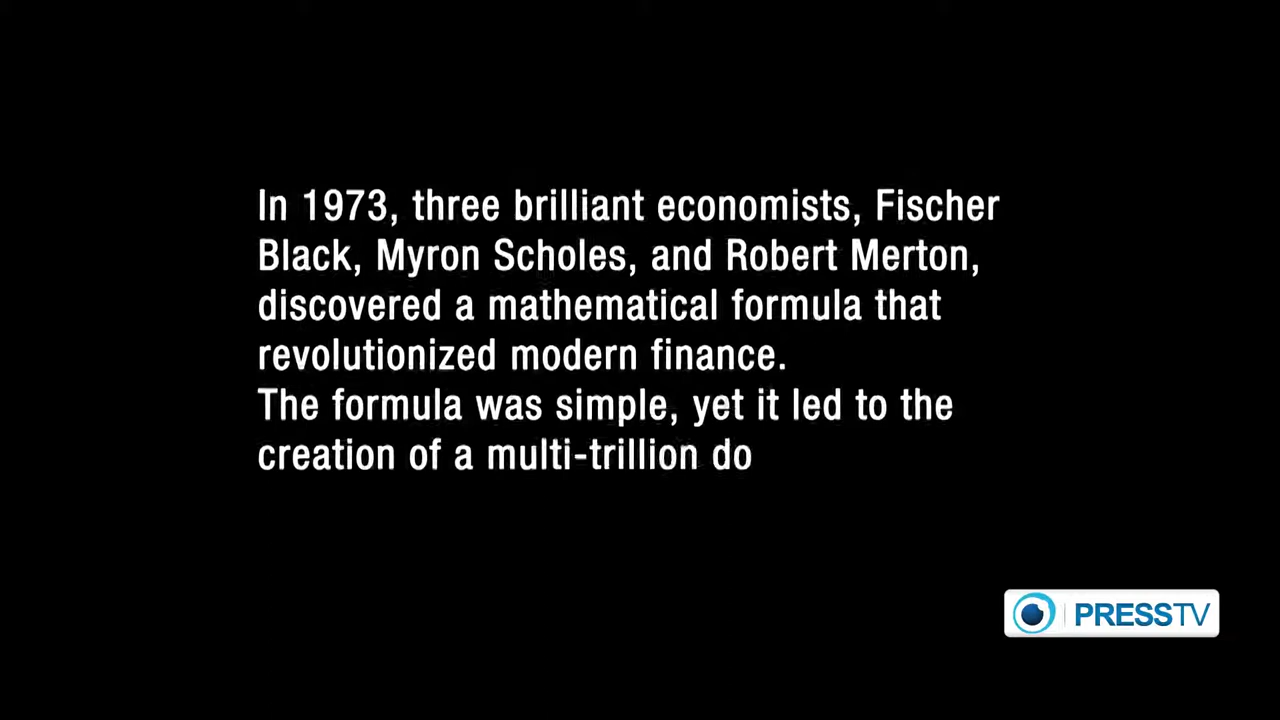 In 1973, three brilliant economists, Fischer
Black, Myron Scholes, and Robert Merton,
discovered a mathematical formula that
revolutionized modern finance.
The formula was simple, yet it led to the
creation of a multi-trillion do
PRESSTV